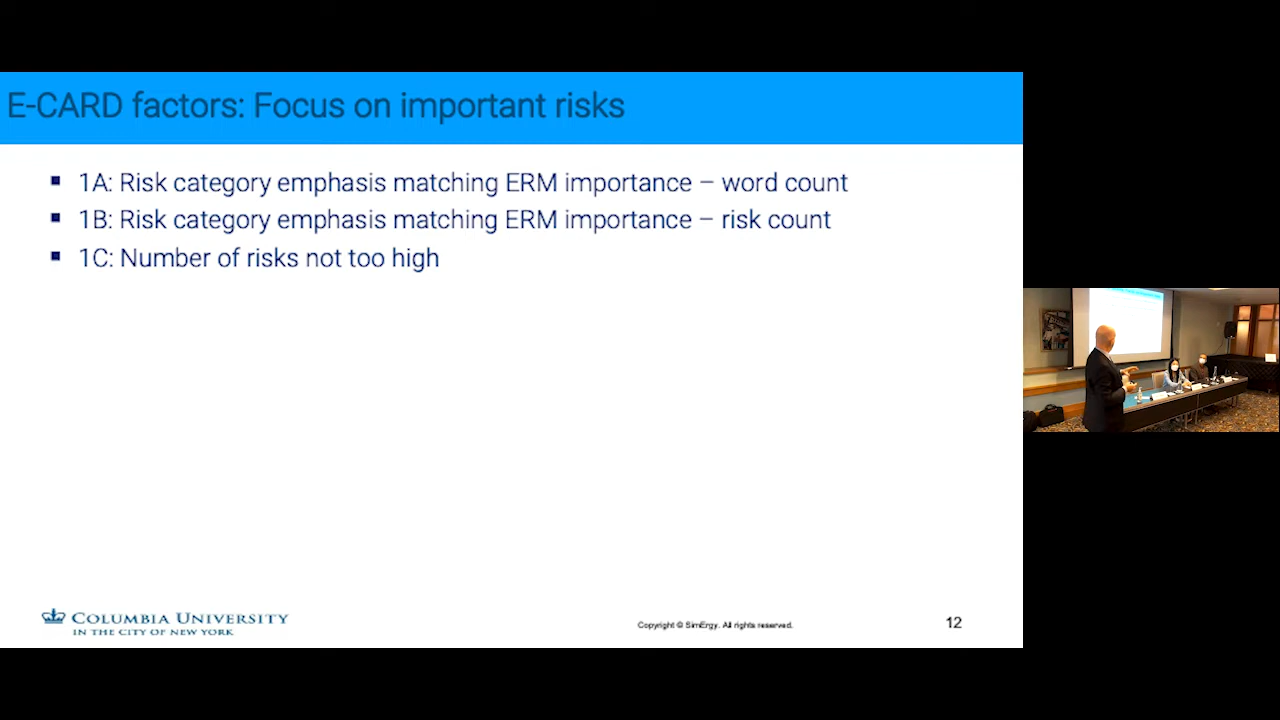 E-CARD factors: Focus on important risks
▪ 1A: Risk category emphasis matching ERM importance – word count
▪ 1B: Risk category emphasis matching ERM importance – risk count
▪ 1C: Number of risks not too high
COLUMBIA UNIVERSITY
IN THE CITY OF NEW YORK
Copyright © SimErgy. All rights reserved.
12